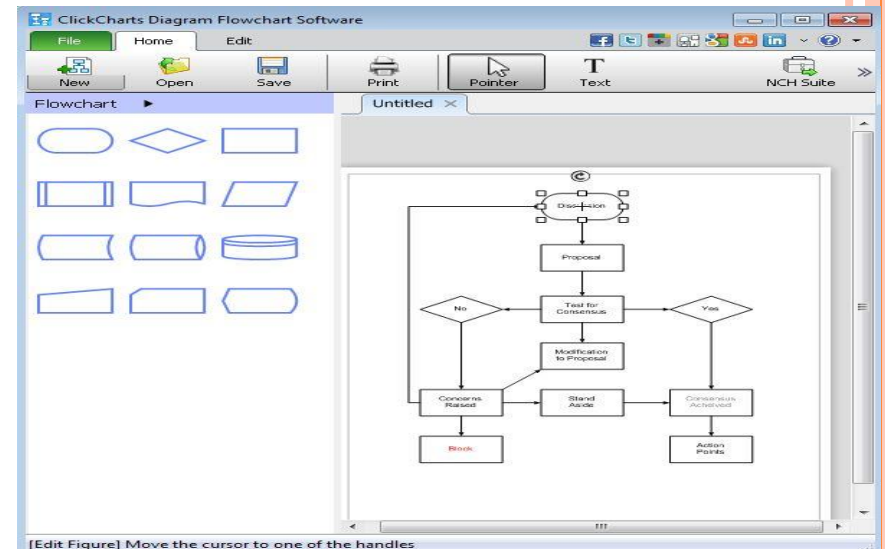 ClickCharts Diagram Flowchart Software
File Home Edit
New Open Save Print Pointer Text NCH Suite
Flowchart
Untitled
Discussion
Proposal
No
Test for
Consensus
Yes
Modification
to Proposal
Concerns
Raised
Stand
Aside
Consensus
Acheived
Block
Action
Points
[Edit Figure] Move the cursor to one of the handles